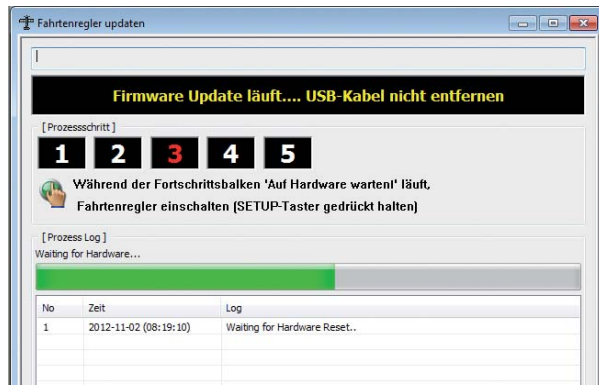 Fahrtenregler updaten
Firmware Update läuft.... USB-Kabel nicht entfernen
[ Prozessschritt ]
1 2 3 4 5
Während der Fortschrittsbalken 'Auf Hardware wartenl' läuft,
Fahrtenregler einschalten (SETUP-Taster gedrückt halten)
[ Prozess Log ]
Waiting for Hardware...
No Zeit Log
1 2012-11-02 (08:19:10) Waiting for Hardware Reset..